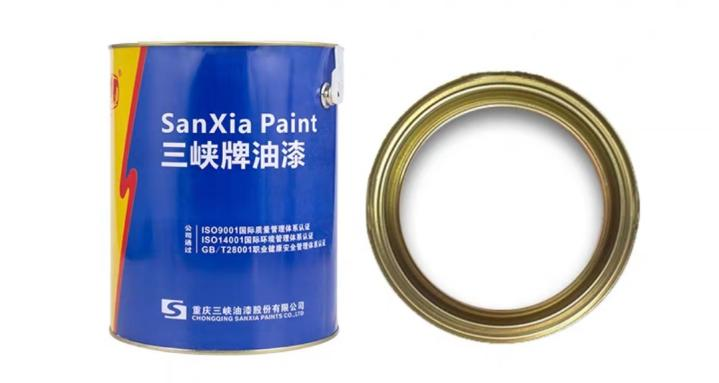 SanXia Paint
三峡牌油漆
公司通过
ISO9001国际质量管理体系认证
ISO14001国际环境管理体系认证
GB/T28001职业健康安全管理体系认证
重庆三峡油漆股份有限公司
CHONGQING SANXIA PAINTS CO.,LTD.